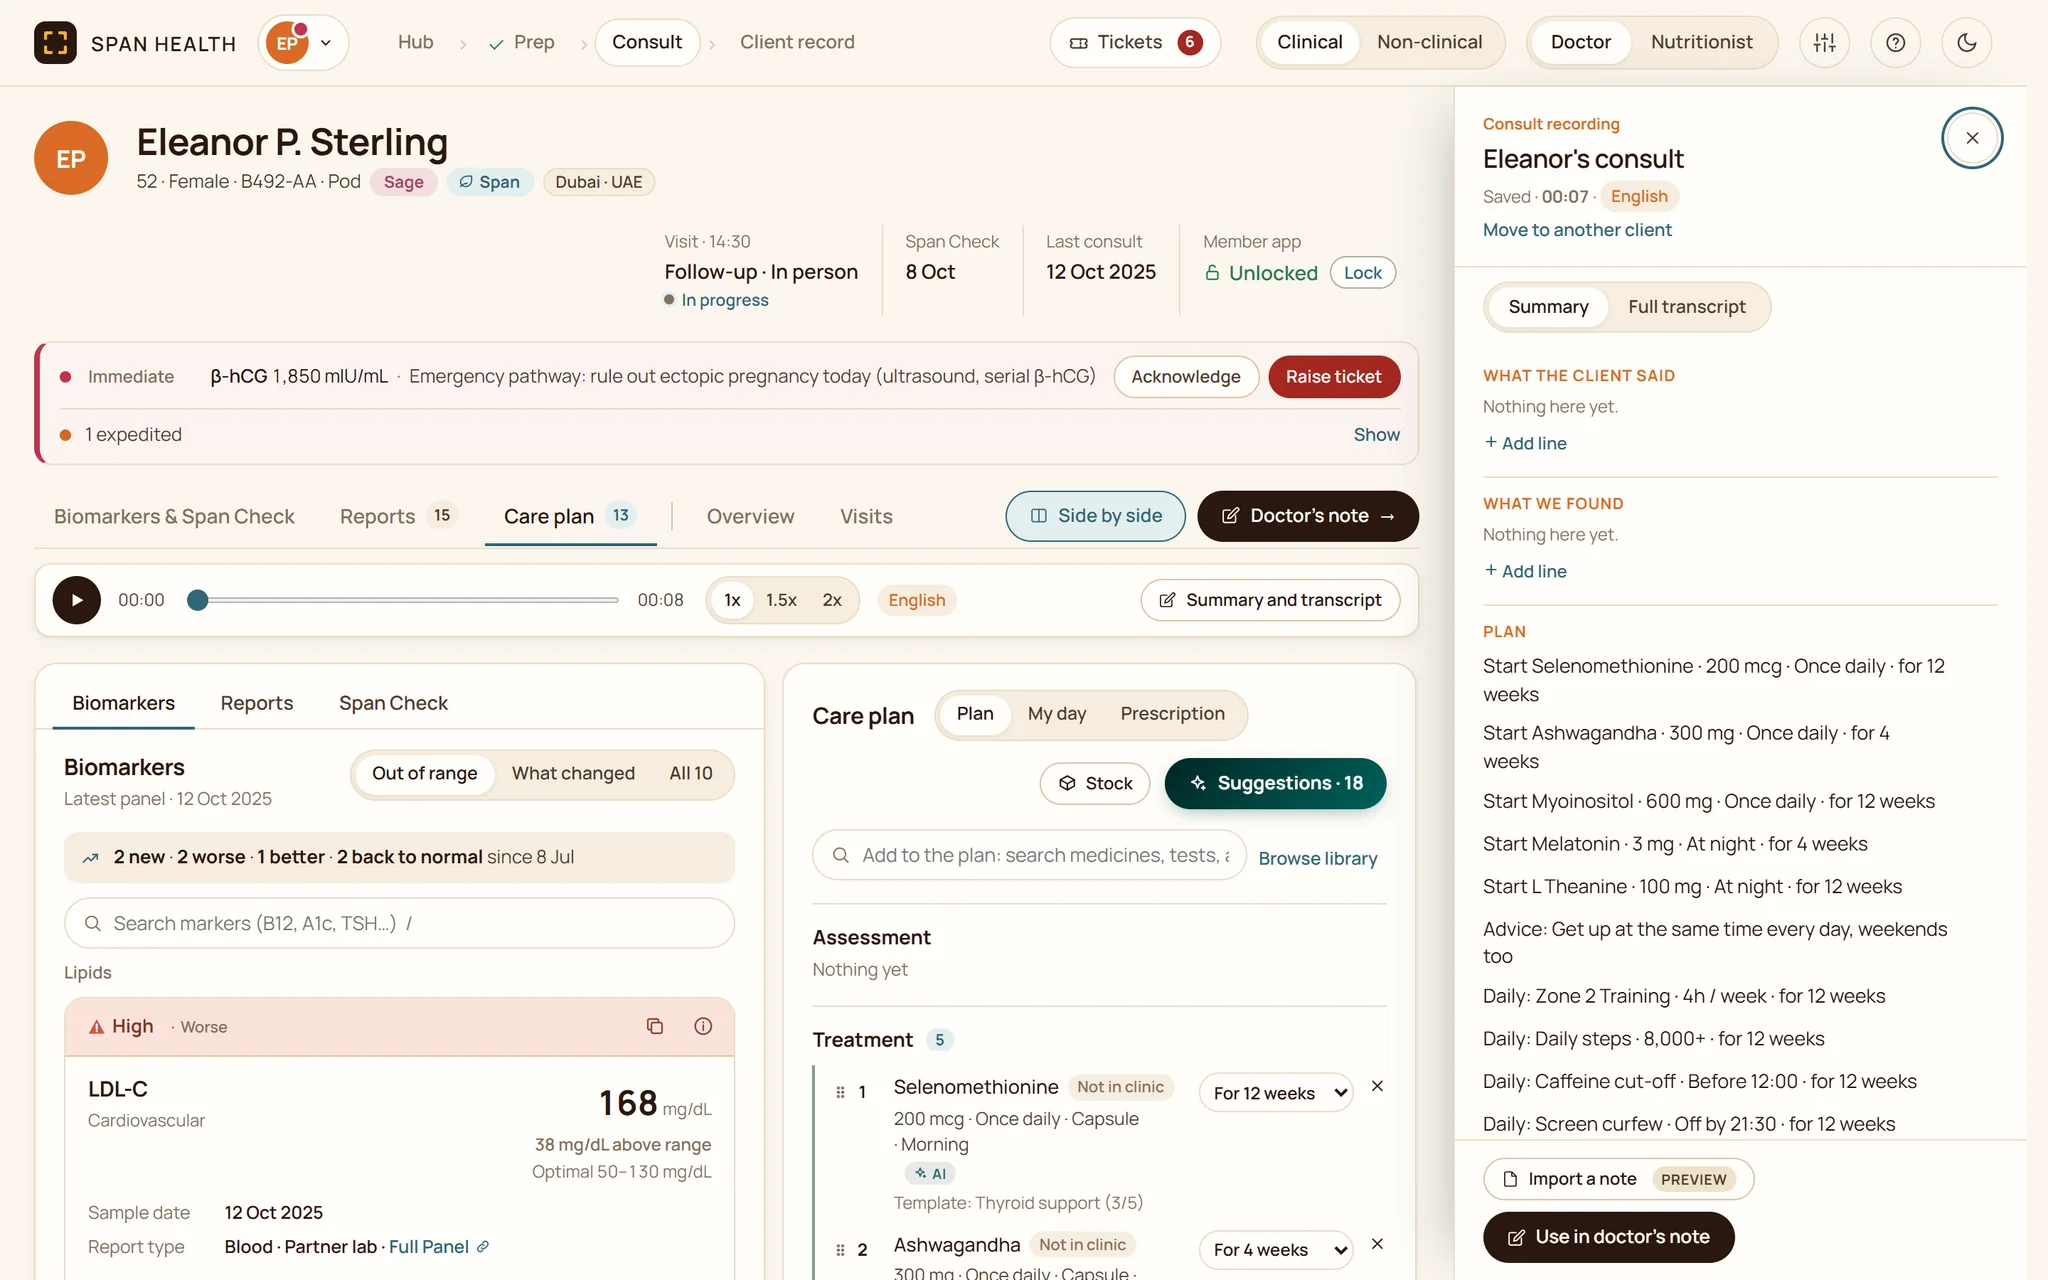 SPAN HEALTH
EP
Hub
Prep
Consult
Client record
Tickets 6
Clinical Non-clinical
Doctor Nutritionist
EP
Eleanor P. Sterling
52 · Female · B492-AA · Pod Sage Span Dubai · UAE
Visit · 14:30
Follow-up · In person
In progress
Span Check
8 Oct
Last consult
12 Oct 2025
Member app
Unlocked Lock
Immediate β-hCG 1,850 mIU/mL · Emergency pathway: rule out ectopic pregnancy today (ultrasound, serial β-hCG) Acknowledge Raise ticket
1 expedited Show
Biomarkers & Span Check Reports 15 Care plan 13 Overview Visits Side by side Doctor's note →
00:00 00:08 1x 1.5x 2x English Summary and transcript
Biomarkers Reports Span Check
Biomarkers
Latest panel · 12 Oct 2025
Out of range What changed All 10
2 new · 2 worse · 1 better · 2 back to normal since 8 Jul
Search markers (B12, A1c, TSH...) /
Lipids
High · Worse
LDL-C
Cardiovascular
168 mg/dL
38 mg/dL above range
Optimal 50–130 mg/dL
Sample date 12 Oct 2025
Report type Blood · Partner lab · Full Panel
Care plan Plan My day Prescription
Stock Suggestions · 18
Add to the plan: search medicines, tests,
Browse library
Assessment
Nothing yet
Treatment 5
1 Selenomethionine Not in clinic For 12 weeks
200 mcg · Once daily · Capsule
· Morning
AI
Template: Thyroid support (3/5)
2 Ashwagandha Not in clinic For 4 weeks
300 mg · Once daily · Capsule ·
Consult recording
Eleanor's consult
Saved · 00:07 · English
Move to another client
Summary Full transcript
WHAT THE CLIENT SAID
Nothing here yet.
+ Add line
WHAT WE FOUND
Nothing here yet.
+ Add line
PLAN
Start Selenomethionine · 200 mcg · Once daily · for 12
weeks
Start Ashwagandha · 300 mg · Once daily · for 4
weeks
Start Myoinositol · 600 mg · Once daily · for 12 weeks
Start Melatonin · 3 mg · At night · for 4 weeks
Start L Theanine · 100 mg · At night · for 12 weeks
Advice: Get up at the same time every day, weekends
too
Daily: Zone 2 Training · 4h / week · for 12 weeks
Daily: Daily steps · 8,000+ · for 12 weeks
Daily: Caffeine cut-off · Before 12:00 · for 12 weeks
Daily: Screen curfew · Off by 21:30 · for 12 weeks
Import a note PREVIEW
Use in doctor's note